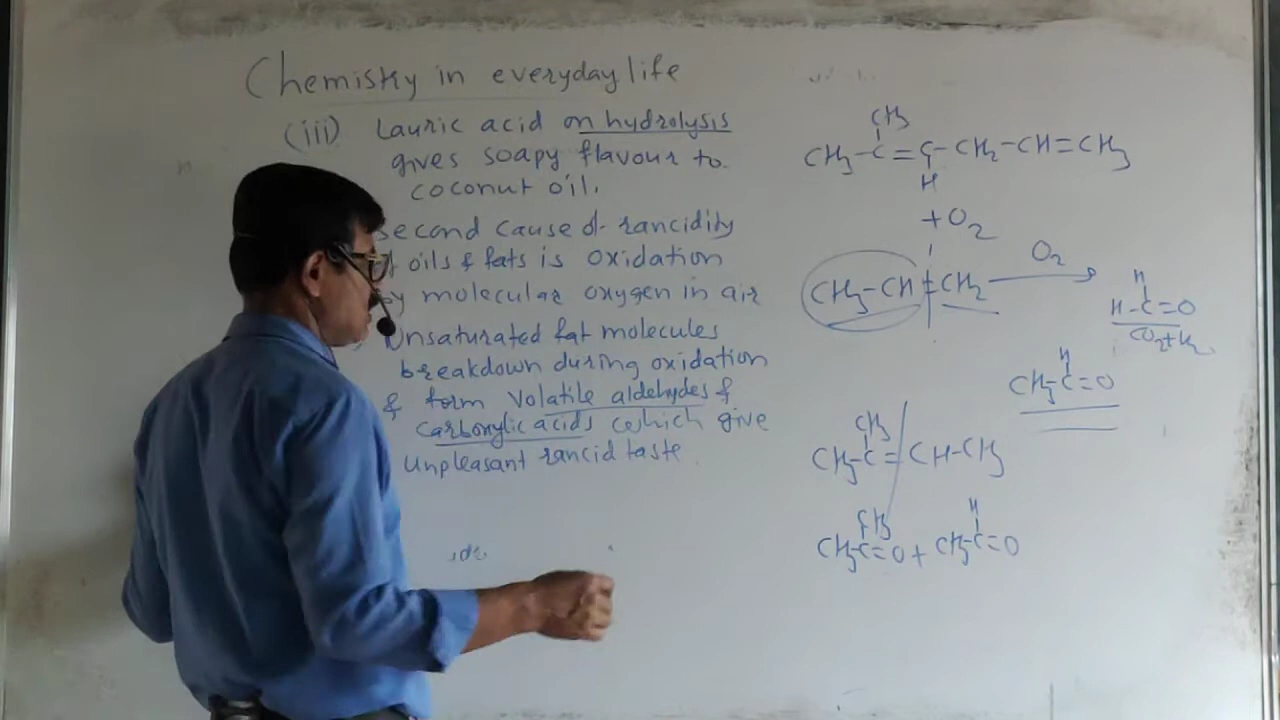 Chemistry in everyday life
(iii) Lauric acid on hydrolysis
gives soapy flavour to
coconut oil.
second cause of rancidity
oils & fats is oxidation
by molecular oxygen in air
Unsaturated fat molecules
breakdown during oxidation
& form volatile aldehydes &
carboxylic acids which give
unpleasant rancid taste
CH3
CH3-C=C-CH2-CH=CH3
H
+O2
CH3-CH=CH2 O2
H
H-C=O
CO2+H2
H
CH3C=O
CH3
CH3-C=CH-CH3
CH3 H
CH3-C=O+CH3-C=O